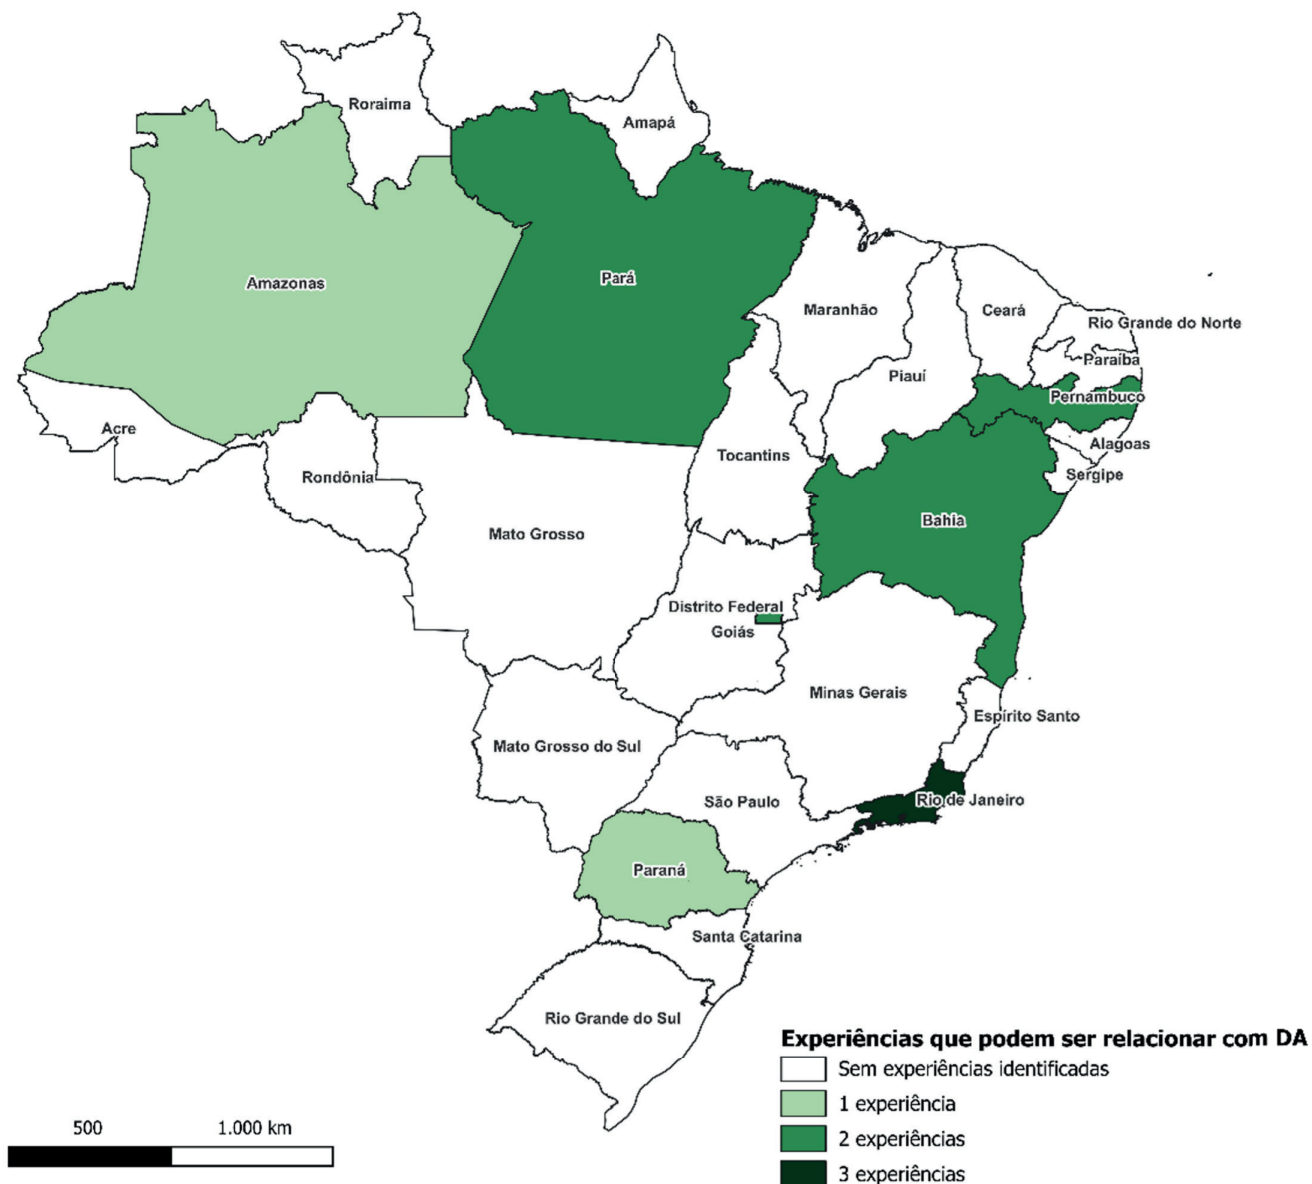 Roraima
Amapá
Amazonas
Pará
Maranhão
Ceará
Rio Grande do Norte
Paraíba
Piauí
Pernambuco
Acre
Alagoas
Tocantins
Sergipe
Rondônia
Bahia
Mato Grosso
Distrito Federal
Goiás
Minas Gerais
Espírito Santo
Mato Grosso do Sul
São Paulo
Rio de Janeiro
Paraná
Santa Catarina
Rio Grande do Sul
Experiências que podem ser relacionar com DA
Sem experiências identificadas
1 experiência
2 experiências
3 experiências
500 1.000 km